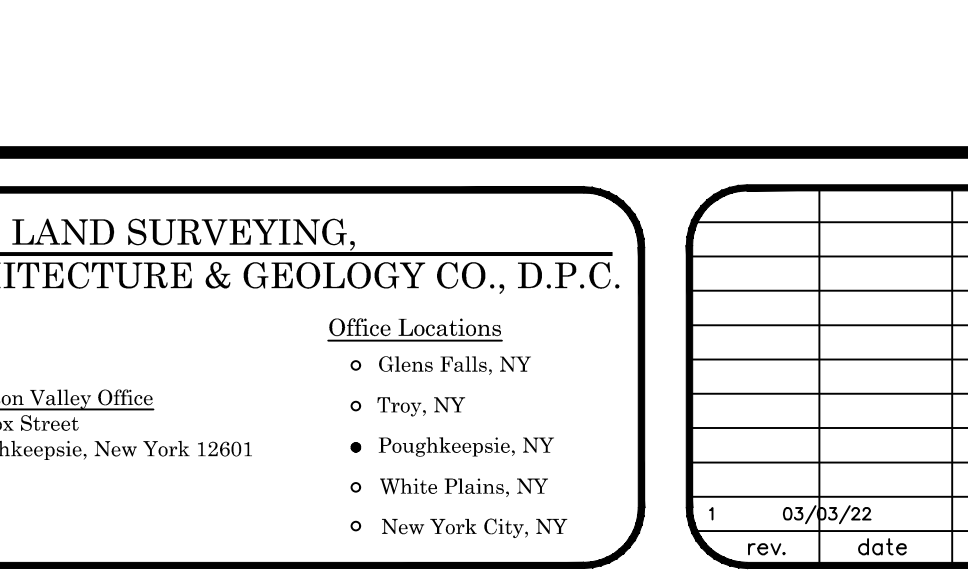 LAND SURVEYING,
ITECTURE & GEOLOGY CO., D.P.C.
Office Locations
Glens Falls, NY
Troy, NY
Poughkeepsie, NY
White Plains, NY
New York City, NY
on Valley Office
ox Street
hkeepsie, New York 12601
1 03/03/22
rev. date